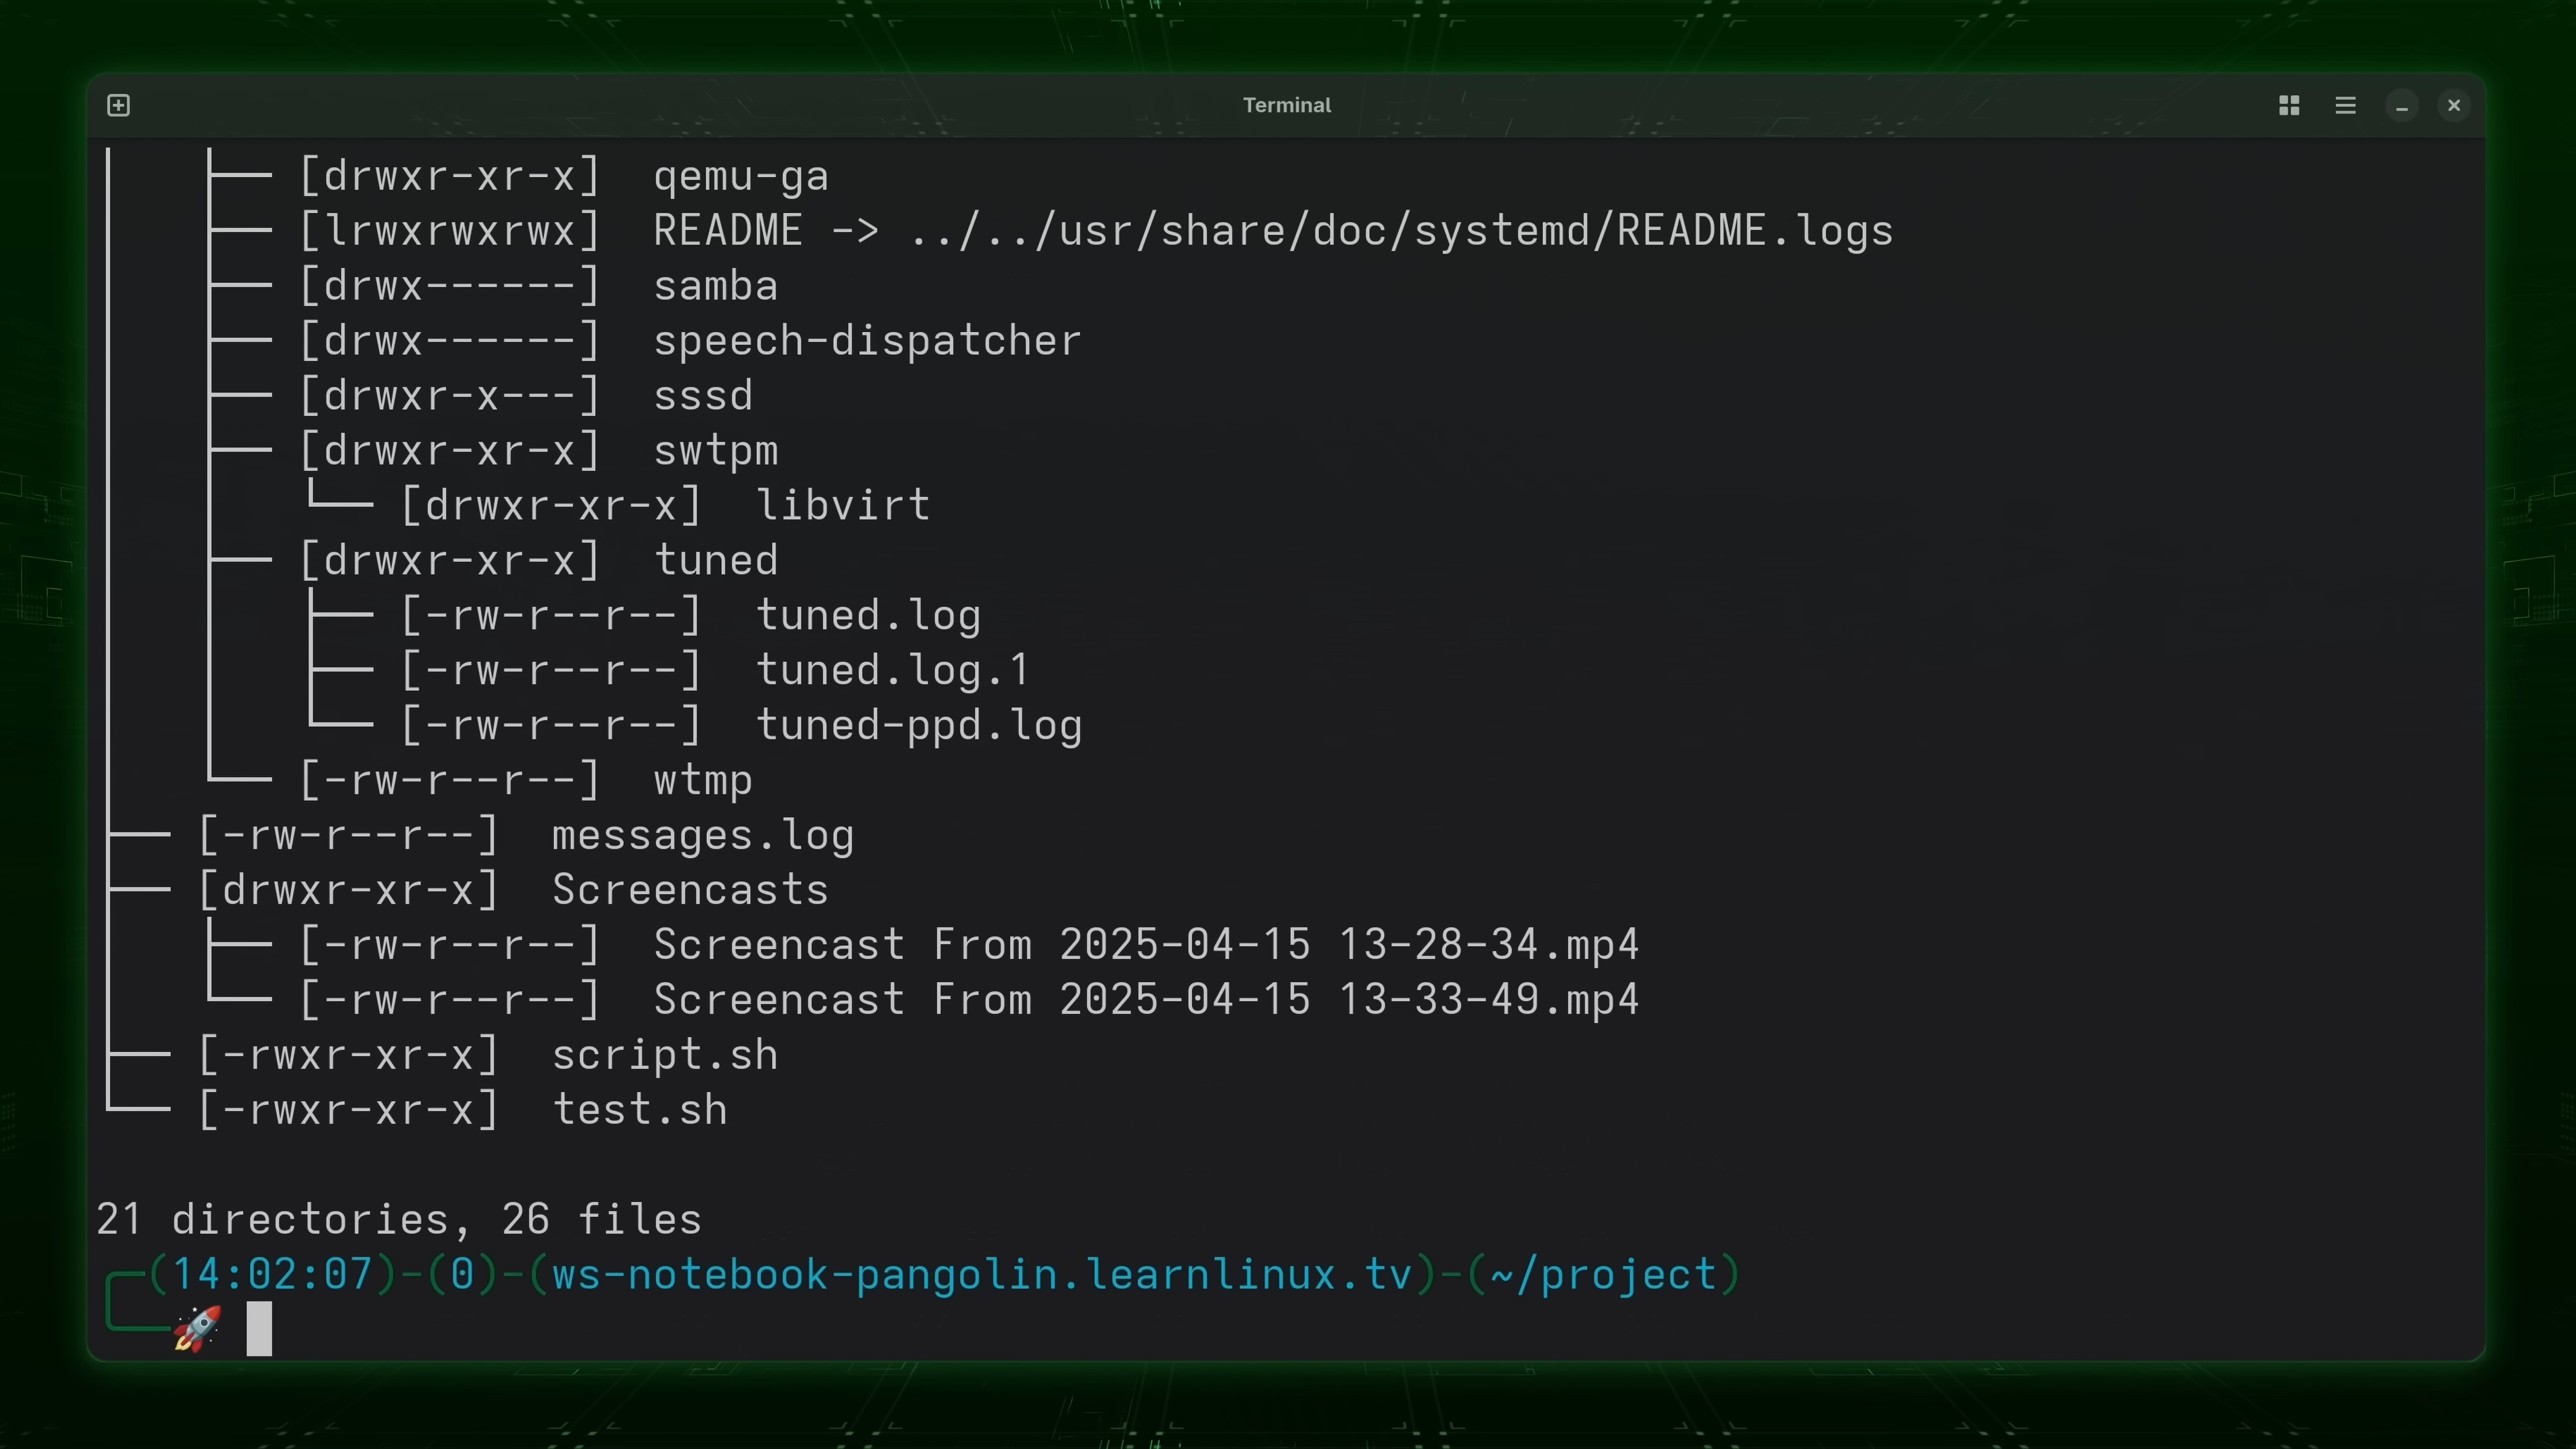 Terminal
│   ├── [drwxr-xr-x]  qemu-ga
│   ├── [lrwxrwxrwx]  README -> ../../usr/share/doc/systemd/README.logs
│   ├── [drwx------]  samba
│   ├── [drwx------]  speech-dispatcher
│   ├── [drwxr-x---]  sssd
│   ├── [drwxr-xr-x]  swtpm
│   │   └── [drwxr-xr-x]  libvirt
│   ├── [drwxr-xr-x]  tuned
│   │   ├── [-rw-r--r--]  tuned.log
│   │   ├── [-rw-r--r--]  tuned.log.1
│   │   └── [-rw-r--r--]  tuned-ppd.log
│   └── [-rw-r--r--]  wtmp
├── [-rw-r--r--]  messages.log
├── [drwxr-xr-x]  Screencasts
│   ├── [-rw-r--r--]  Screencast From 2025-04-15 13-28-34.mp4
│   └── [-rw-r--r--]  Screencast From 2025-04-15 13-33-49.mp4
├── [-rwxr-xr-x]  script.sh
└── [-rwxr-xr-x]  test.sh
21 directories, 26 files
┌─(14:02:07)-(0)-(ws-notebook-pangolin.learnlinux.tv)-(~/project)
└──🚀